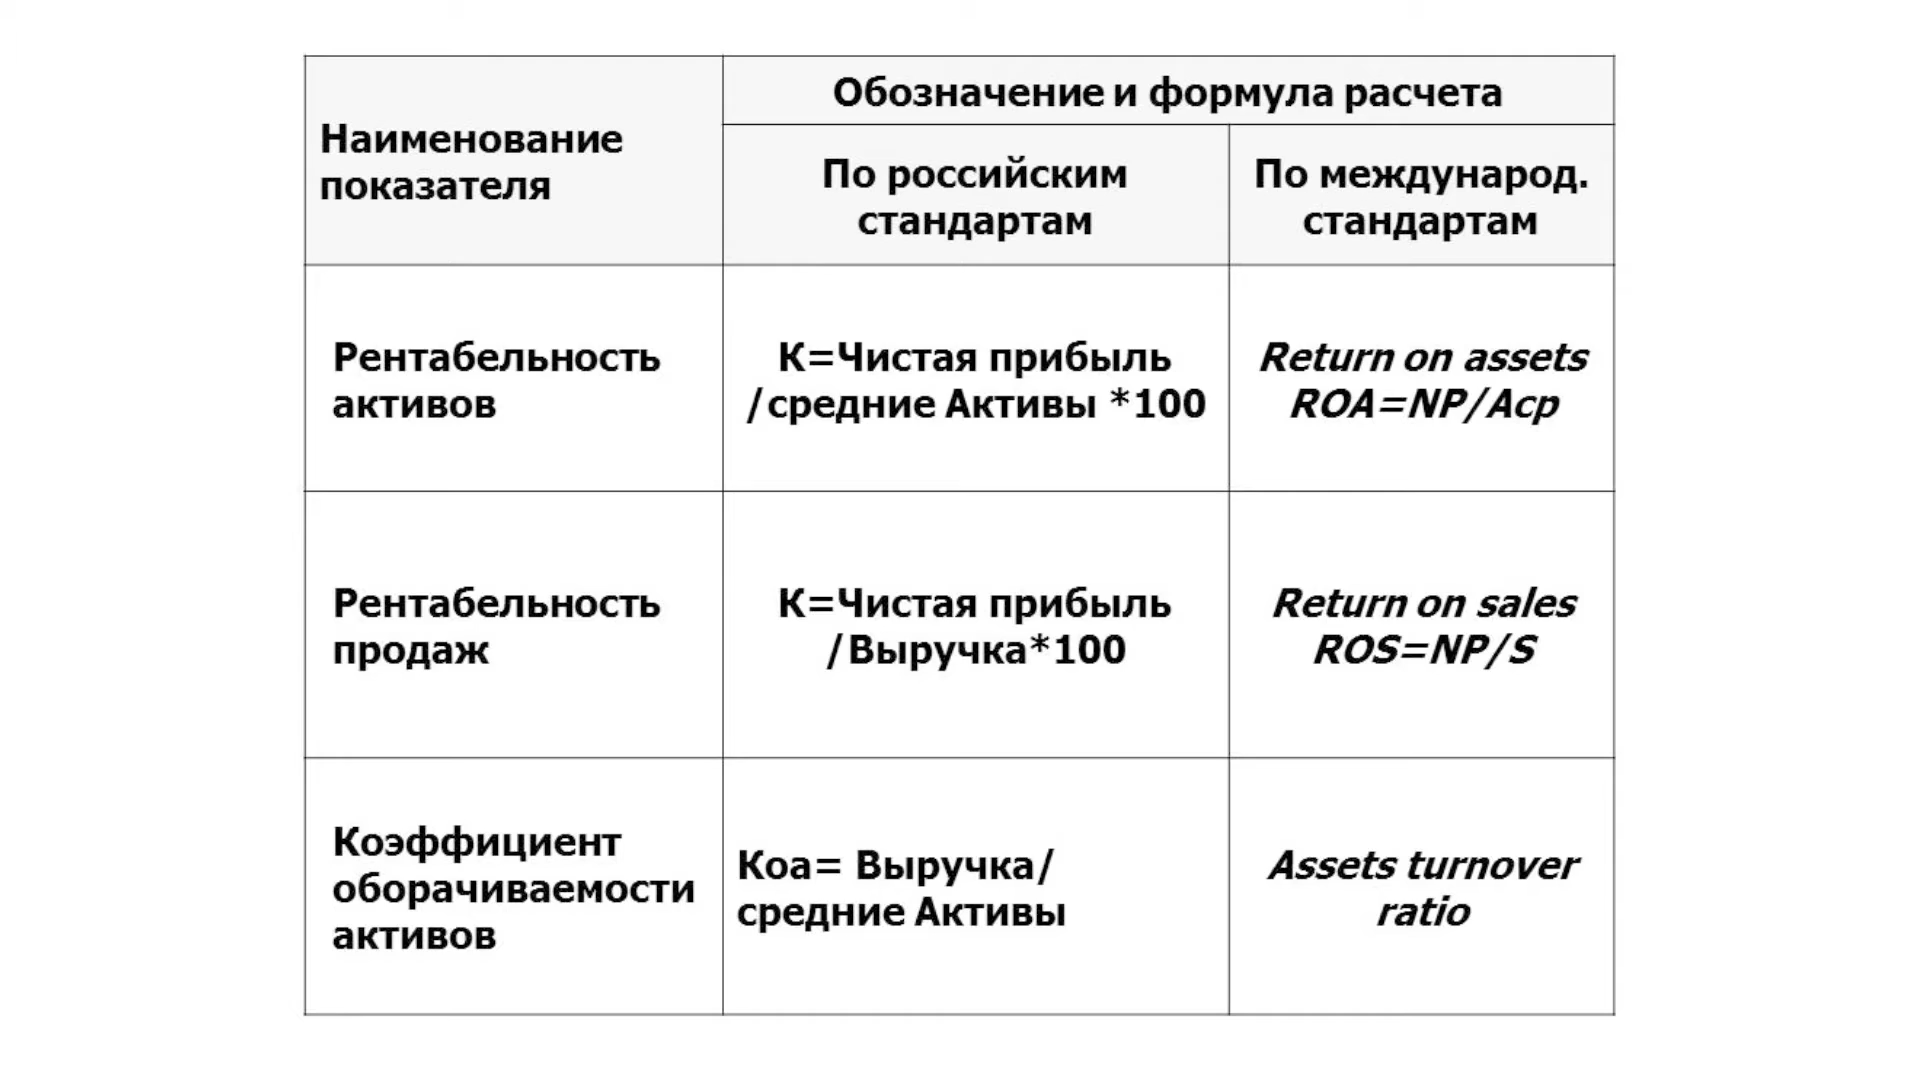 Наименование
показателя
Обозначение и формула расчета
По российским
стандартам
По международ.
стандартам
Рентабельность
активов
К=Чистая прибыль
/средние Активы *100
Return on assets
ROA=NP/Аср
Рентабельность
продаж
К=Чистая прибыль
/Выручка*100
Return on sales
ROS=NP/S
Коэффициент
оборачиваемости
активов
Коа= Выручка/
средние Активы
Assets turnover
ratio